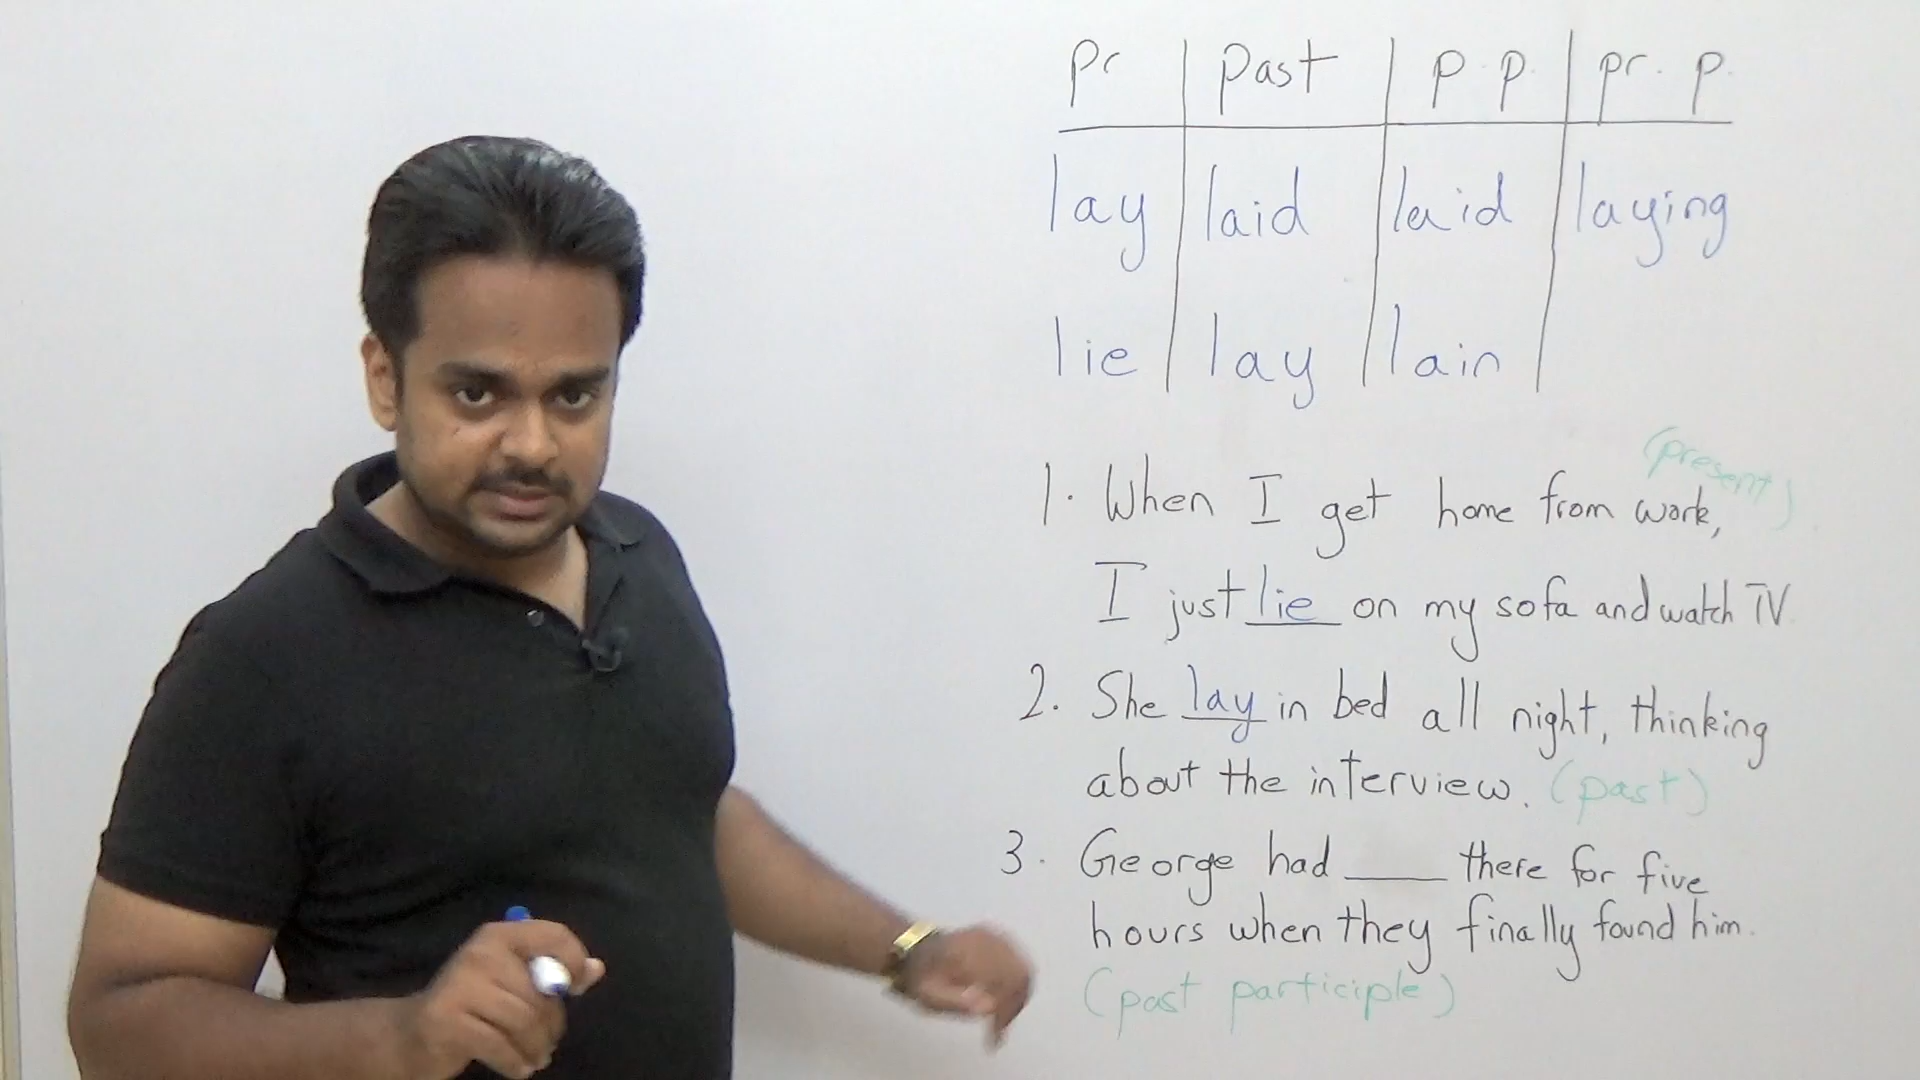 pr past p.p. pr. p.
lay laid laid laying
lie lay lain
(present)
1. When I get home from work,
I just lie on my sofa and watch TV.
2. She lay in bed all night, thinking
about the interview. (past)
3. George had ____ there for five
hours when they finally found him.
(past participle)